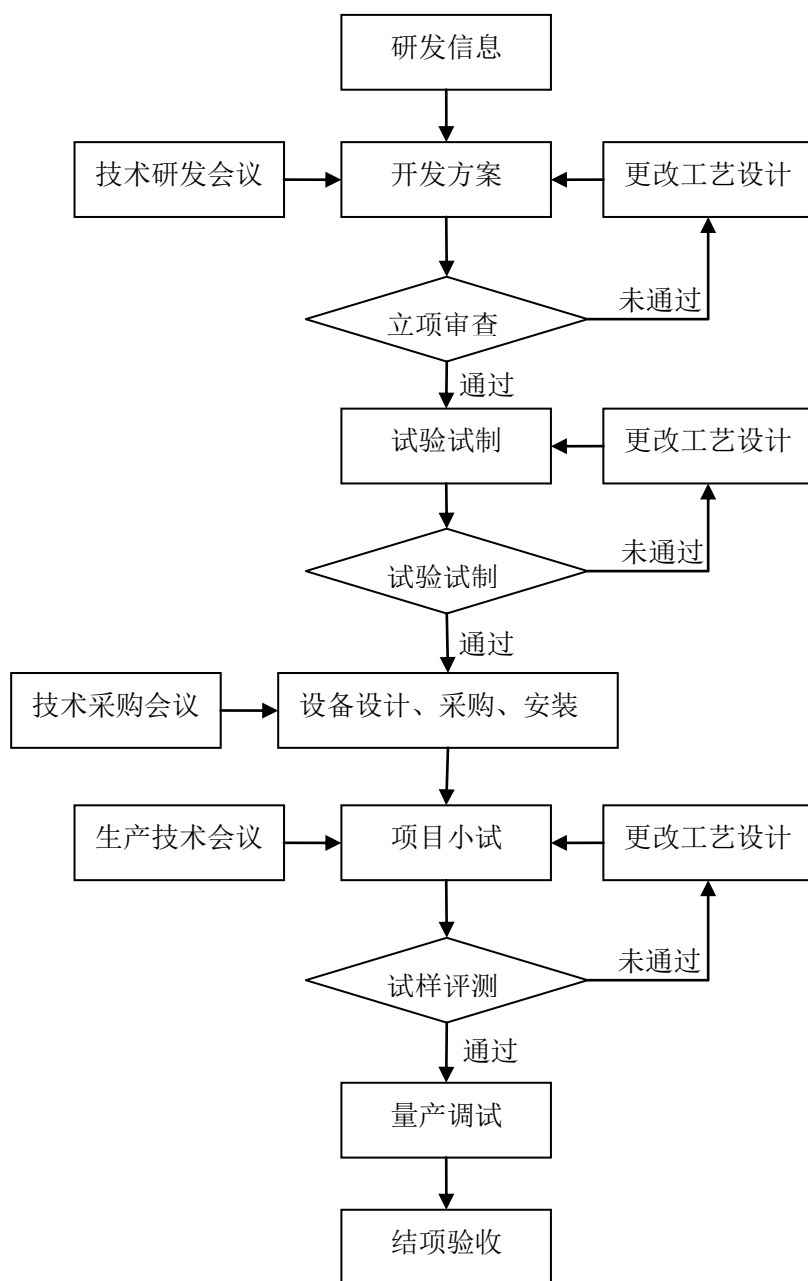 研发信息
技术研发会议
开发方案
更改工艺设计
立项审查
未通过
通过
试验试制
更改工艺设计
试验试制
未通过
通过
技术采购会议
设备设计、采购、安装
生产技术会议
项目小试
更改工艺设计
试样评测
未通过
通过
量产调试
结项验收